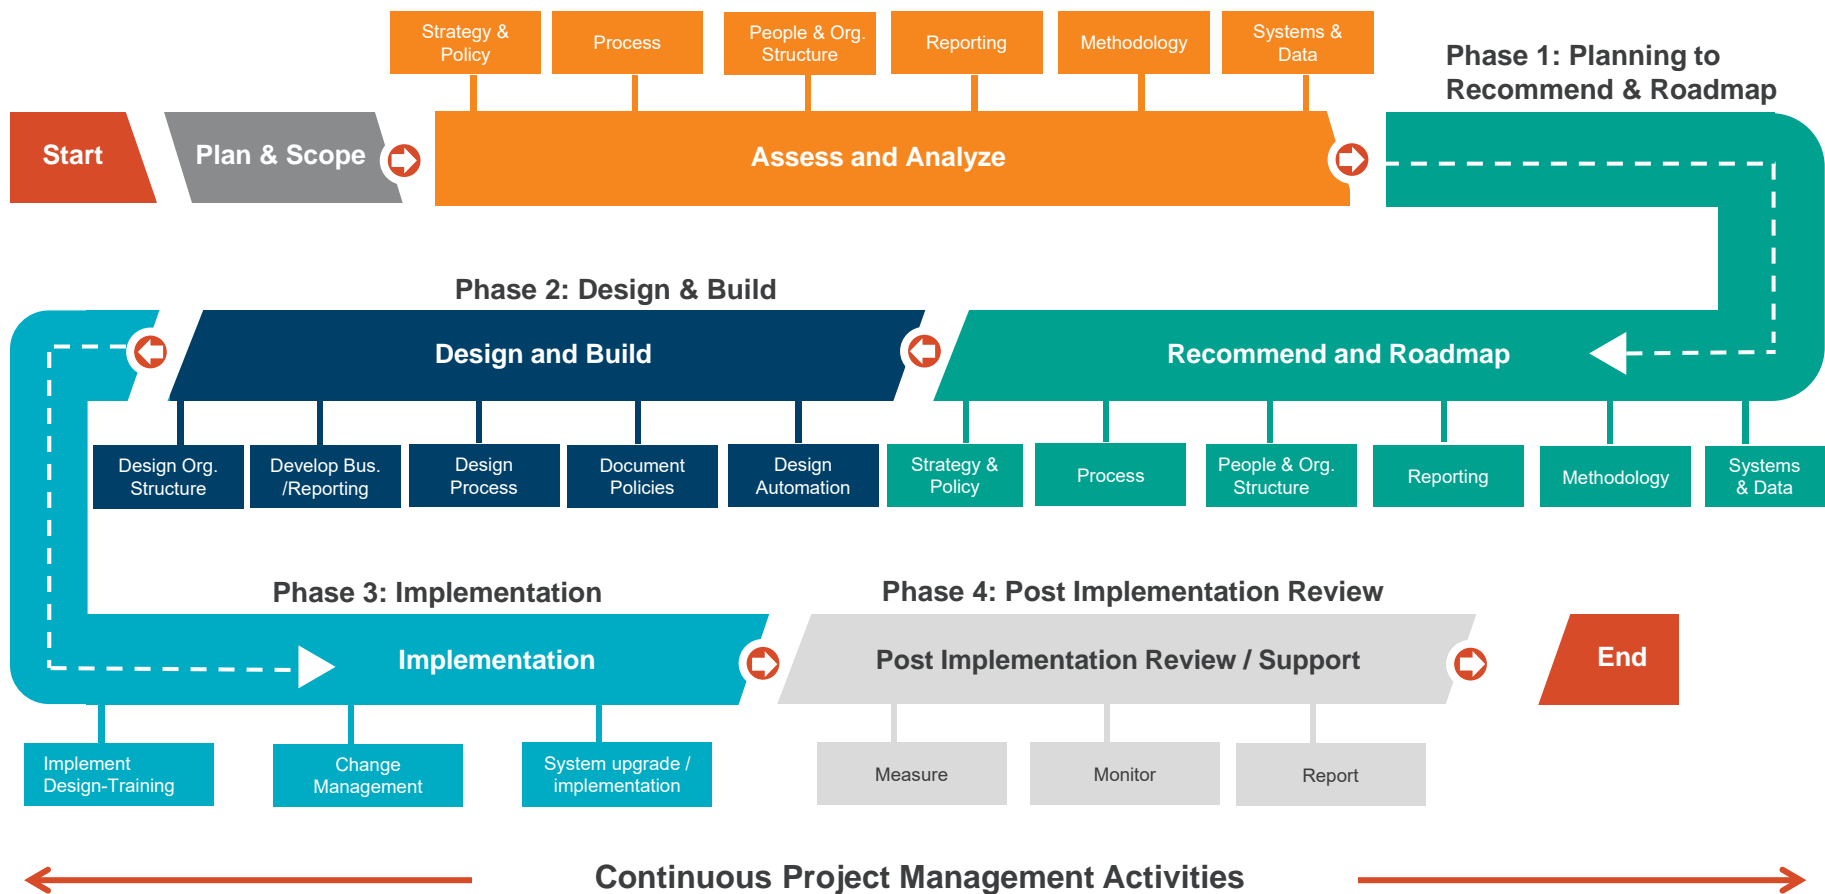 Strategy &
Policy
Process
People & Org.
Structure
Reporting
Methodology
Systems &
Data
Phase 1: Planning to
Recommend & Roadmap
Start
Plan & Scope
Assess and Analyze
Phase 2: Design & Build
Design and Build
Recommend and Roadmap
Design Org.
Structure
Develop Bus.
/Reporting
Design
Process
Document
Policies
Design
Automation
Strategy &
Policy
Process
People & Org.
Structure
Reporting
Methodology
Systems
& Data
Phase 3: Implementation
Phase 4: Post Implementation Review
Implementation
Post Implementation Review / Support
End
Implement
Design-Training
Change
Management
System upgrade /
implementation
Measure
Monitor
Report
Continuous Project Management Activities